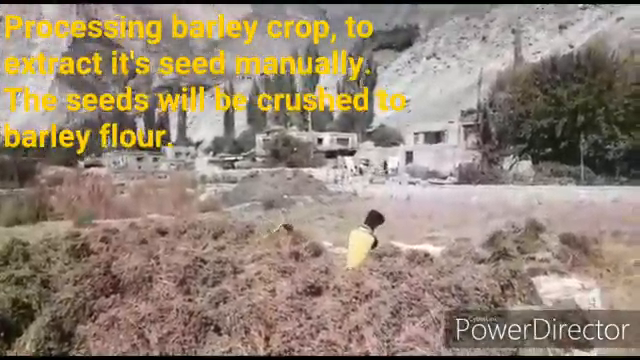 Processing barley crop, to
extract it's seed manually.
The seeds will be crushed to
barley flour.
PowerDirector